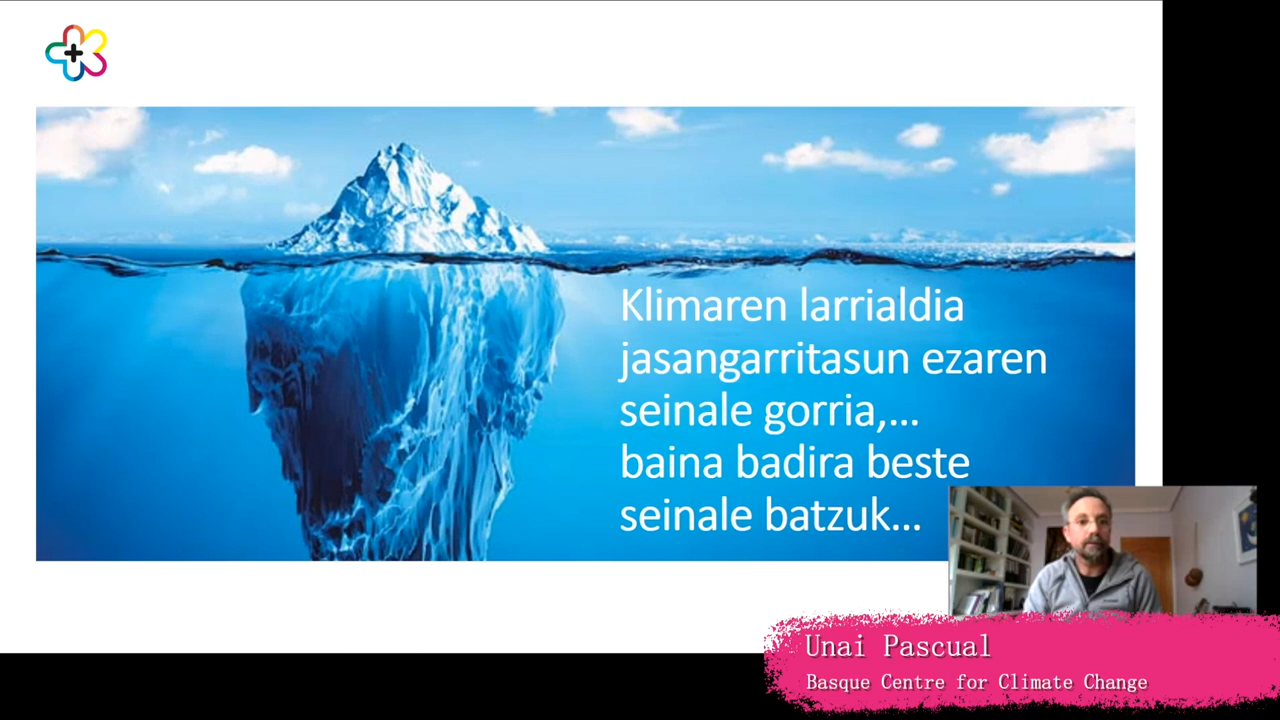 Klimaren larrialdia
jasangarritasun ezaren
seinale gorria,...
baina badira beste
seinale batzuk...
Unai Pascual
Basque Centre for Climate Change